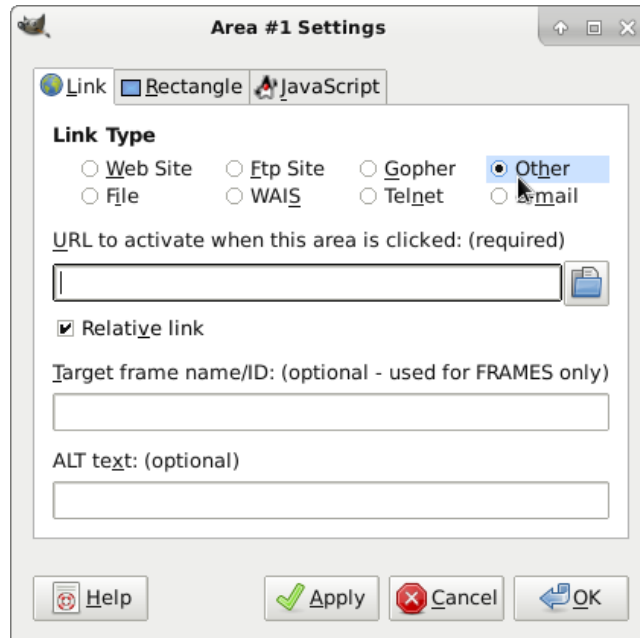 Area #1 Settings
Link Rectangle JavaScript
Link Type
Web Site Ftp Site Gopher Other
File WAIS Telnet E-mail
URL to activate when this area is clicked: (required)
Relative link
Target frame name/ID: (optional - used for FRAMES only)
ALT text: (optional)
Help Apply Cancel OK